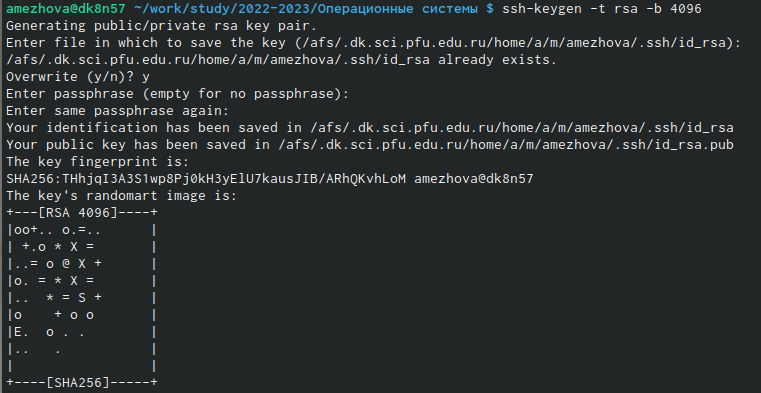 amezhova@dk8n57 ~/work/study/2022-2023/Операционные системы $ ssh-keygen -t rsa -b 4096
Generating public/private rsa key pair.
Enter file in which to save the key (/afs/.dk.sci.pfu.edu.ru/home/a/m/amezhova/.ssh/id_rsa):
/afs/.dk.sci.pfu.edu.ru/home/a/m/amezhova/.ssh/id_rsa already exists.
Overwrite (y/n)? y
Enter passphrase (empty for no passphrase):
Enter same passphrase again:
Your identification has been saved in /afs/.dk.sci.pfu.edu.ru/home/a/m/amezhova/.ssh/id_rsa
Your public key has been saved in /afs/.dk.sci.pfu.edu.ru/home/a/m/amezhova/.ssh/id_rsa.pub
The key fingerprint is:
SHA256:THhjqI3A3S1wp8Pj0kH3yElU7kausJIB/ARhQKvhLoM amezhova@dk8n57
The key's randomart image is:
+---[RSA 4096]----+
|oo+.. o.=..      |
| +.o * X =       |
|..= o @ X +      |
|o. = * X =       |
|..  * = S +      |
|o    + o o       |
|E.  o . .        |
|..   .           |
|                 |
+----[SHA256]-----+